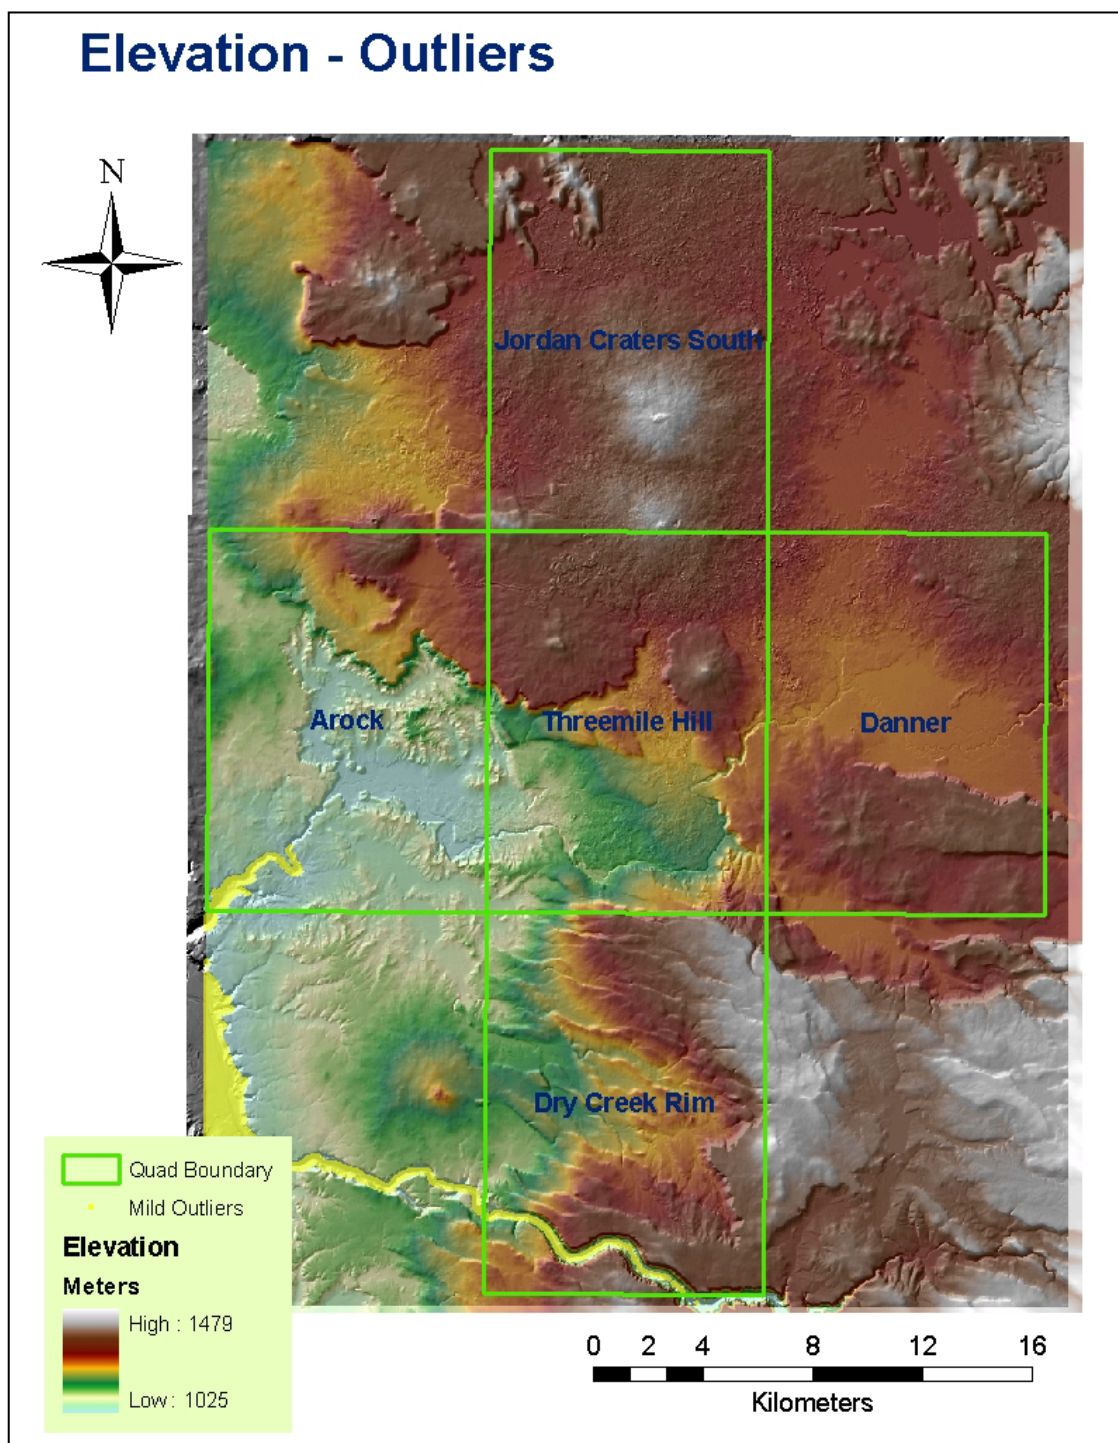 Elevation - Outliers
N
Jordan Craters South
Arock
Threemile Hill
Danner
Dry Creek Rim
Quad Boundary
Mild Outliers
Elevation
Meters
High : 1479
Low : 1025
0 2 4 8 12 16
Kilometers